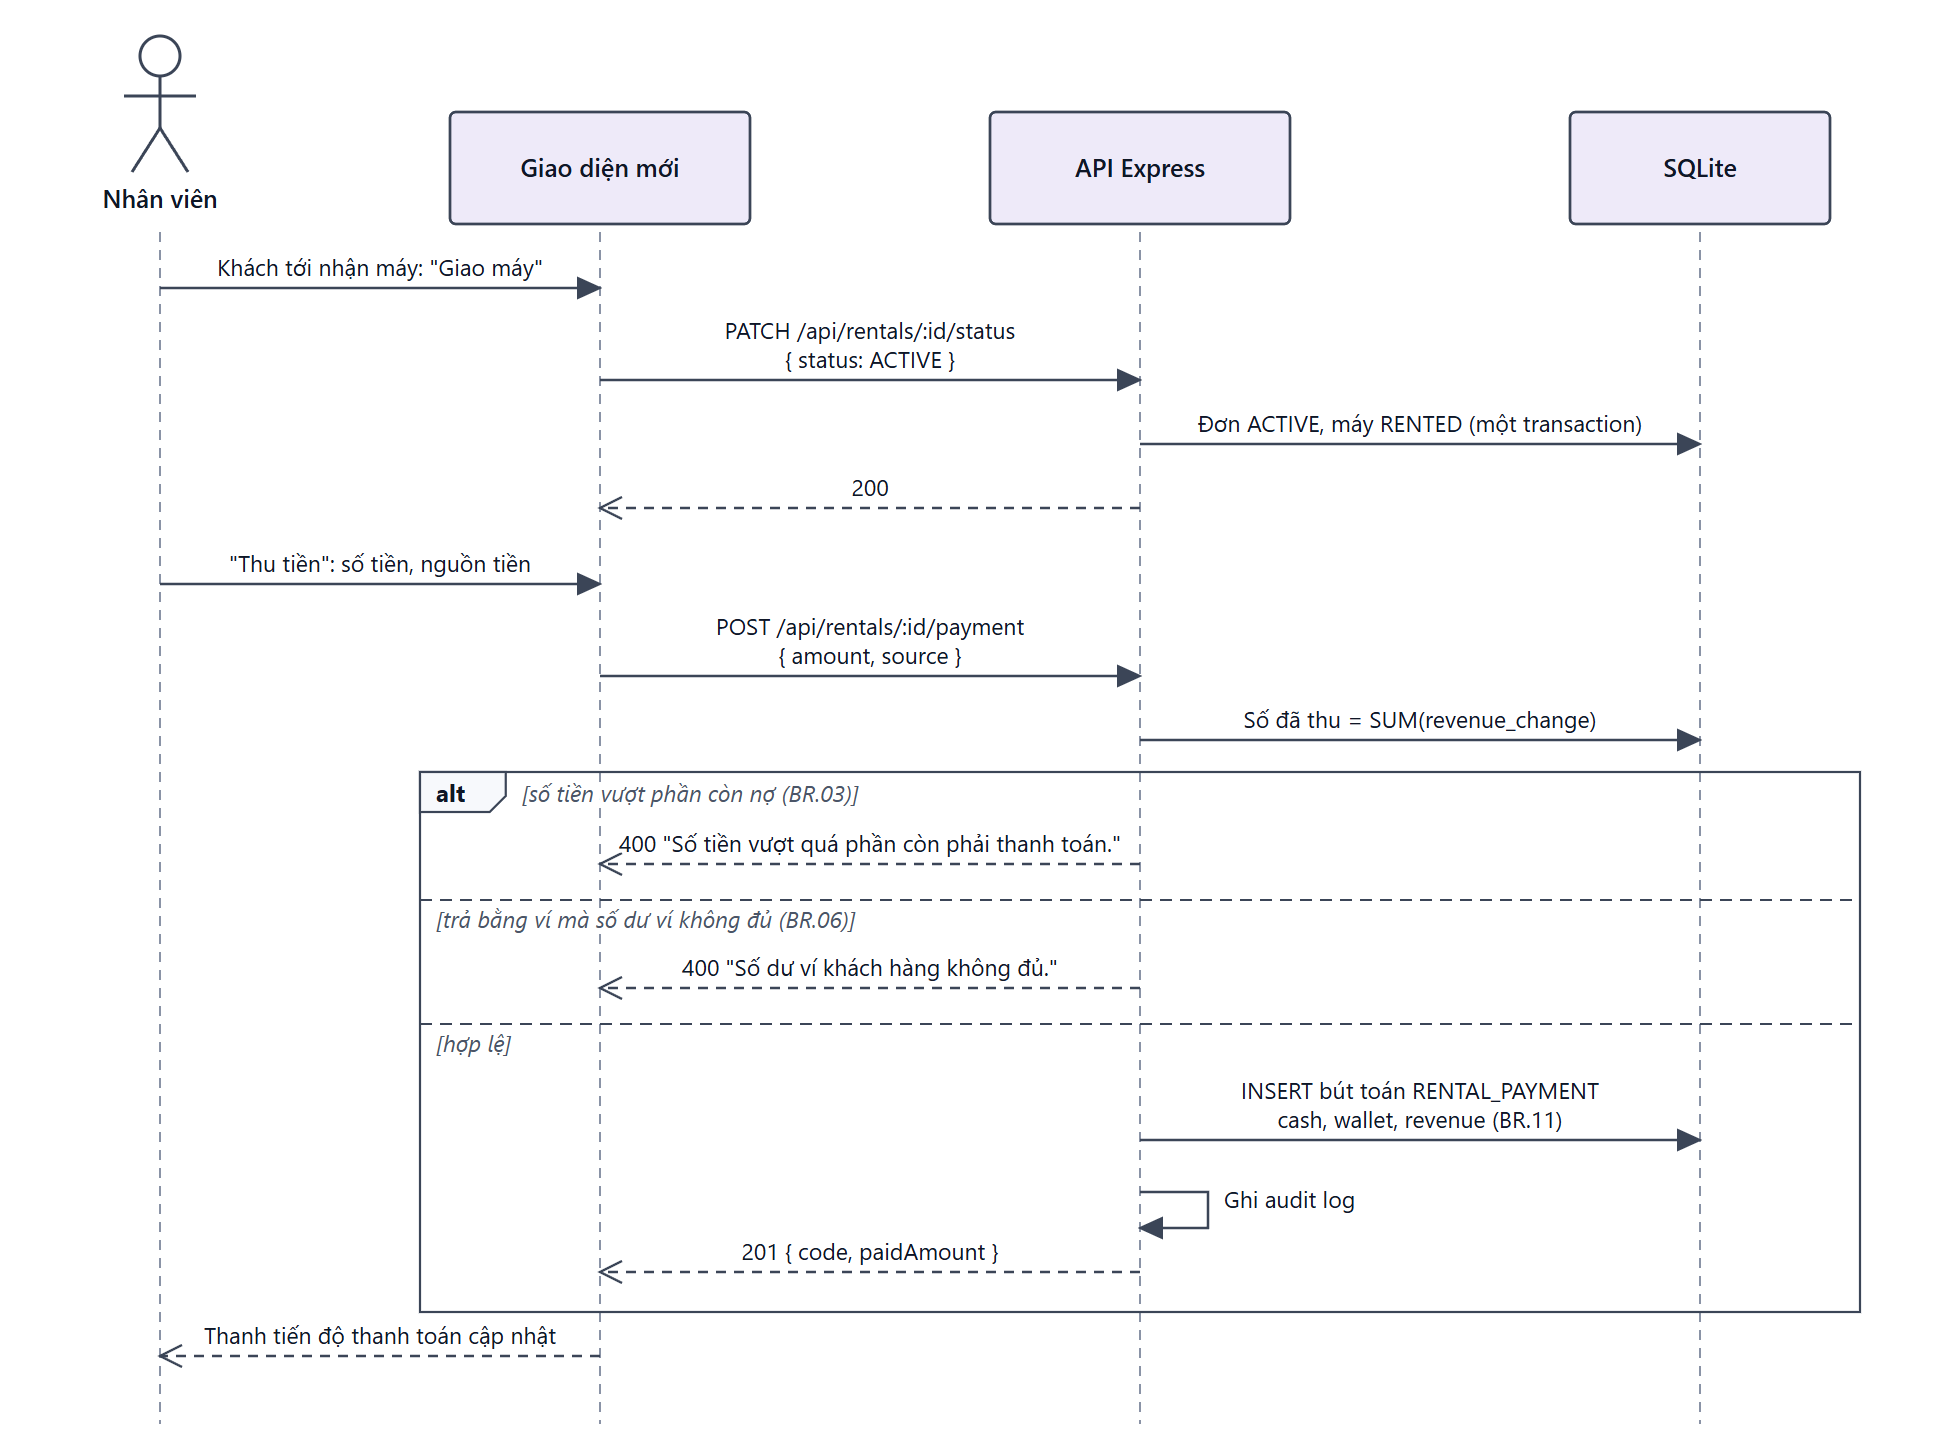 Nhân viên
Giao diện mới
API Express
SQLite
Khách tới nhận máy: "Giao máy"
PATCH /api/rentals/:id/status
{ status: ACTIVE }
Đơn ACTIVE, máy RENTED (một transaction)
200
"Thu tiền": số tiền, nguồn tiền
POST /api/rentals/:id/payment
{ amount, source }
Số đã thu = SUM(revenue_change)
alt
[số tiền vượt phần còn nợ (BR.03)]
400 "Số tiền vượt quá phần còn phải thanh toán."
[trả bằng ví mà số dư ví không đủ (BR.06)]
400 "Số dư ví khách hàng không đủ."
[hợp lệ]
INSERT bút toán RENTAL_PAYMENT
cash, wallet, revenue (BR.11)
Ghi audit log
201 { code, paidAmount }
Thanh tiến độ thanh toán cập nhật